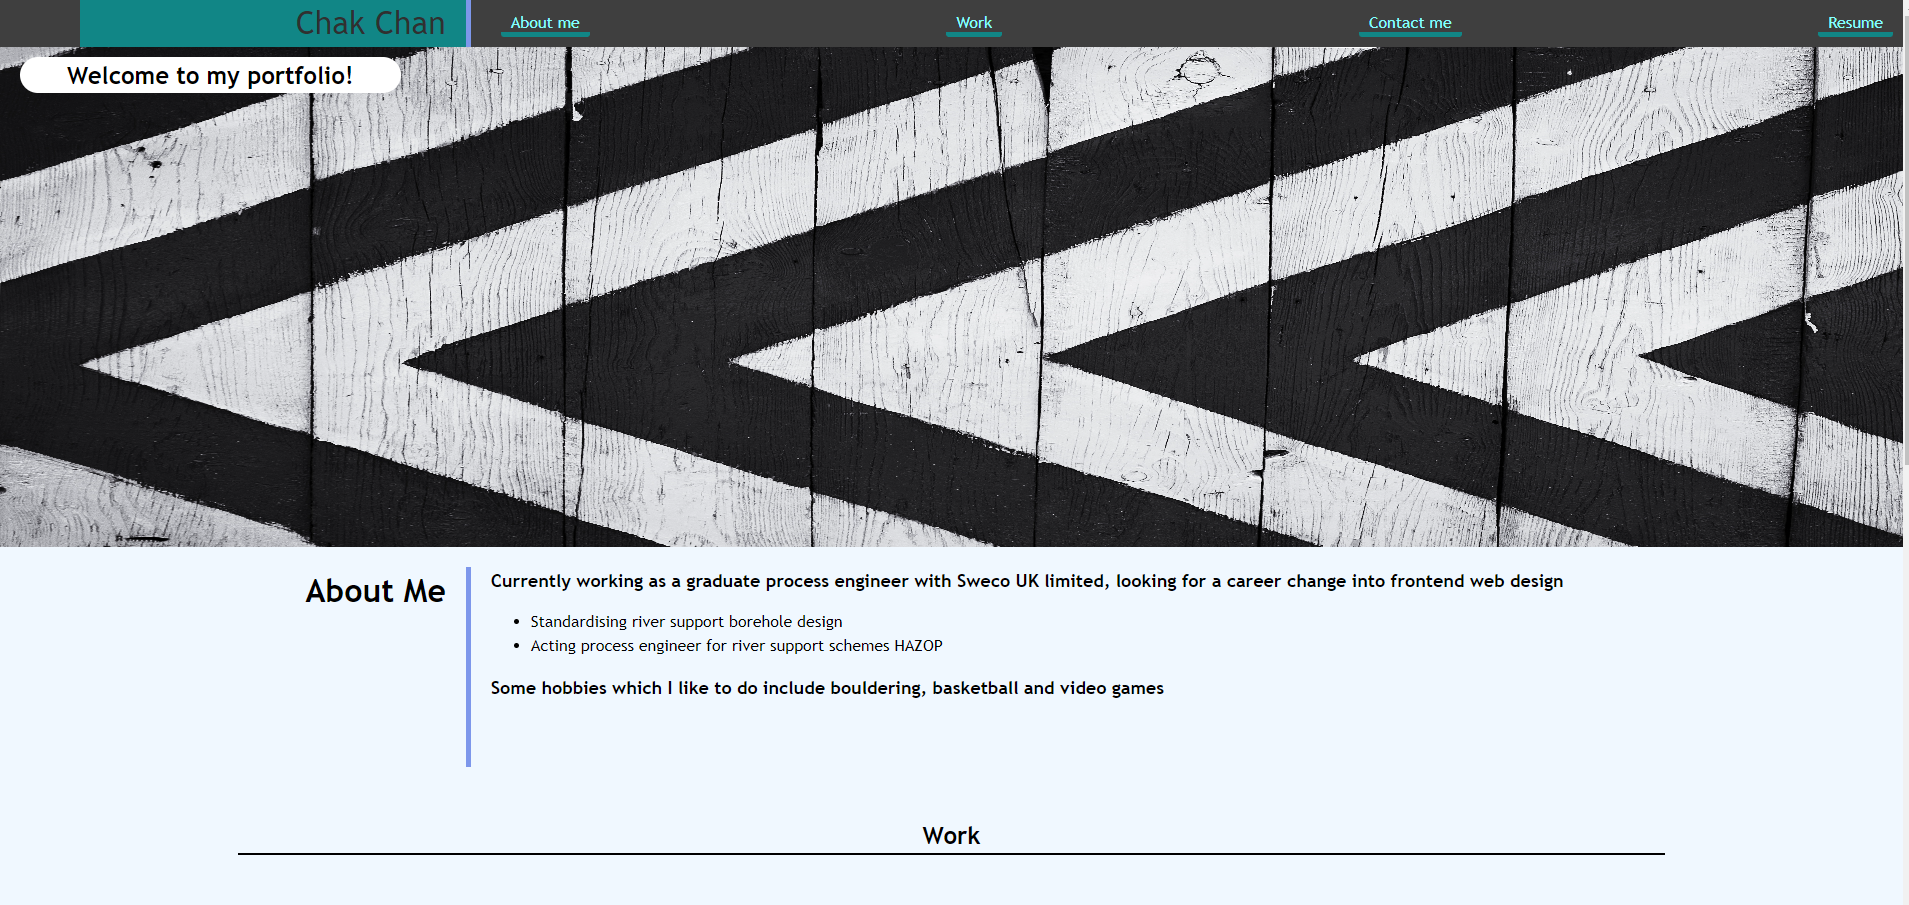 Chak Chan
About me
Work
Contact me
Resume
Welcome to my portfolio!
About Me
Currently working as a graduate process engineer with Sweco UK limited, looking for a career change into frontend web design
Standardising river support borehole design
Acting process engineer for river support schemes HAZOP
Some hobbies which I like to do include bouldering, basketball and video games
Work